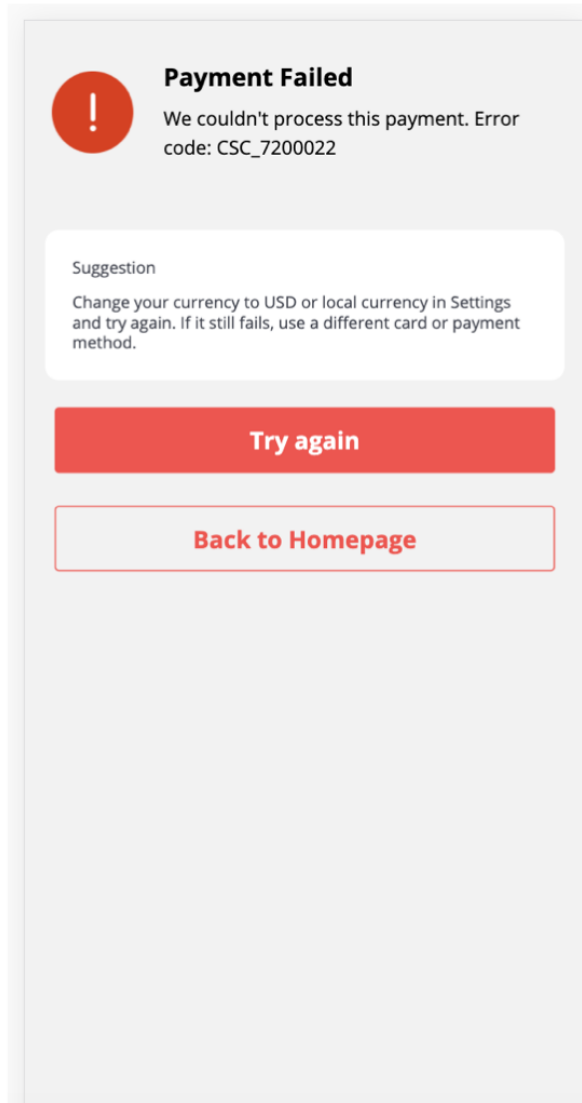 Payment Failed
We couldn't process this payment. Error
code: CSC_7200022
Suggestion
Change your currency to USD or local currency in Settings
and try again. If it still fails, use a different card or payment
method.
Try again
Back to Homepage